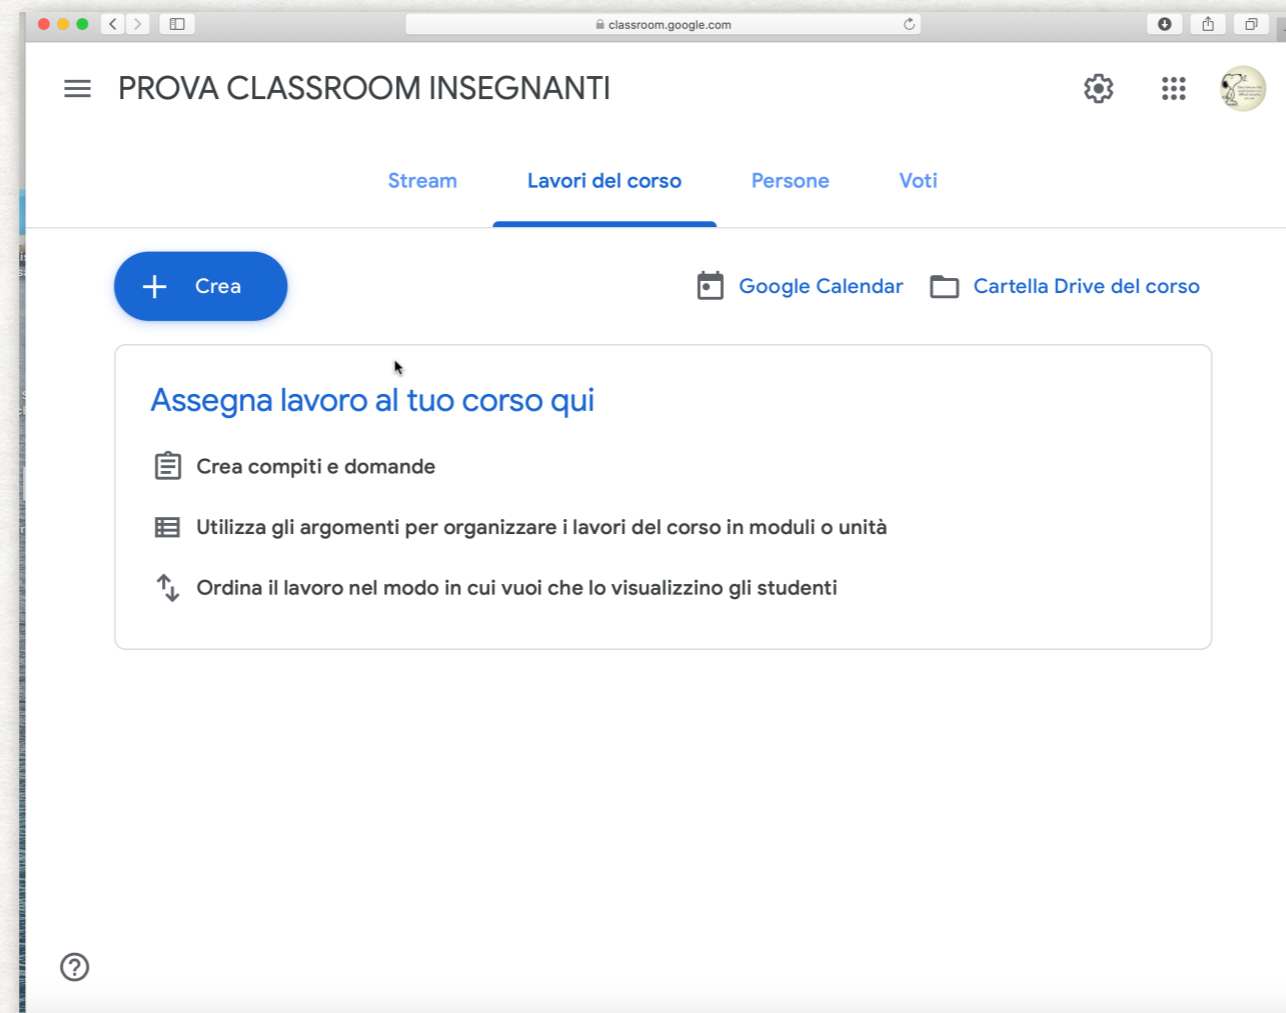 classroom.google.com
PROVA CLASSROOM INSEGNANTI
Stream Lavori del corso Persone Voti
Crea Google Calendar Cartella Drive del corso
Assegna lavoro al tuo corso qui
Crea compiti e domande
Utilizza gli argomenti per organizzare i lavori del corso in moduli o unità
Ordina il lavoro nel modo in cui vuoi che lo visualizzino gli studenti